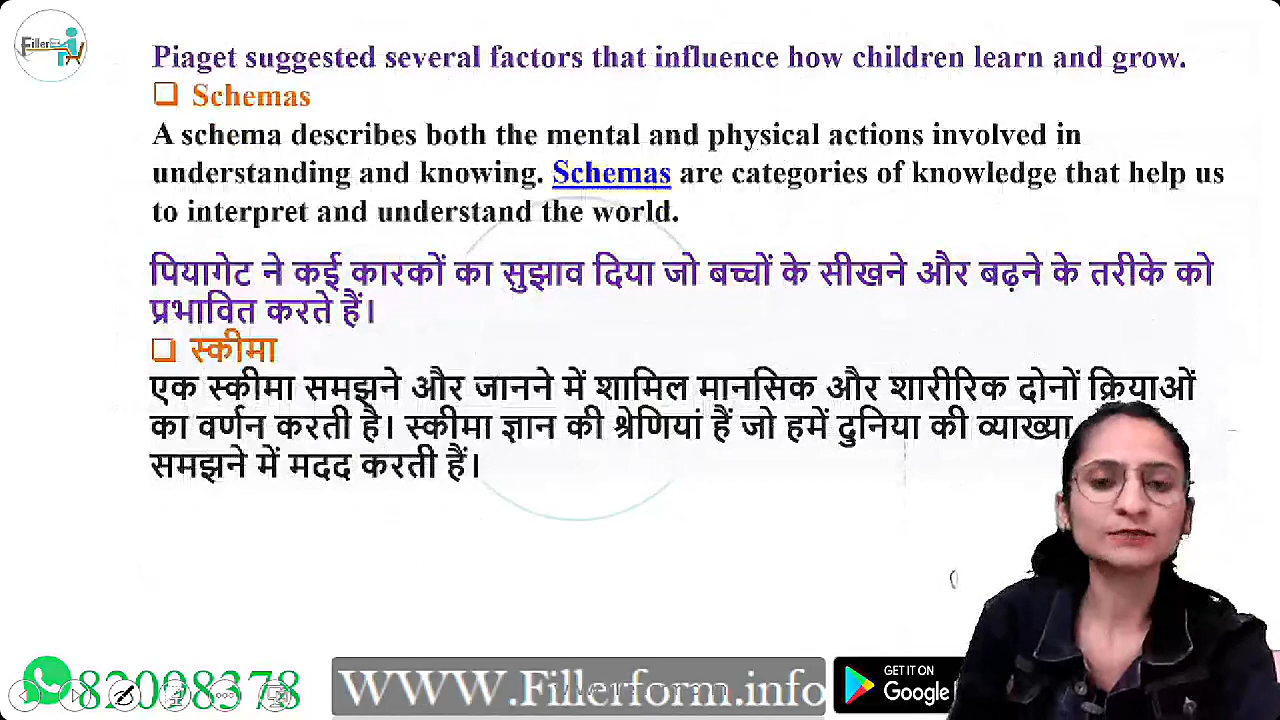 Filler
Piaget suggested several factors that influence how children learn and grow.
Schemas
A schema describes both the mental and physical actions involved in
understanding and knowing. Schemas are categories of knowledge that help us
to interpret and understand the world.
पियागेट ने कई कारकों का सुझाव दिया जो बच्चों के सीखने और बढ़ने के तरीके को
प्रभावित करते हैं।
स्कीमा
एक स्कीमा समझने और जानने में शामिल मानसिक और शारीरिक दोनों क्रियाओं
का वर्णन करती है। स्कीमा ज्ञान की श्रेणियां हैं जो हमें दुनिया की व्याख्या
समझने में मदद करती हैं।
82098378
WWW.Fillerform.info
GET IT ON
Google